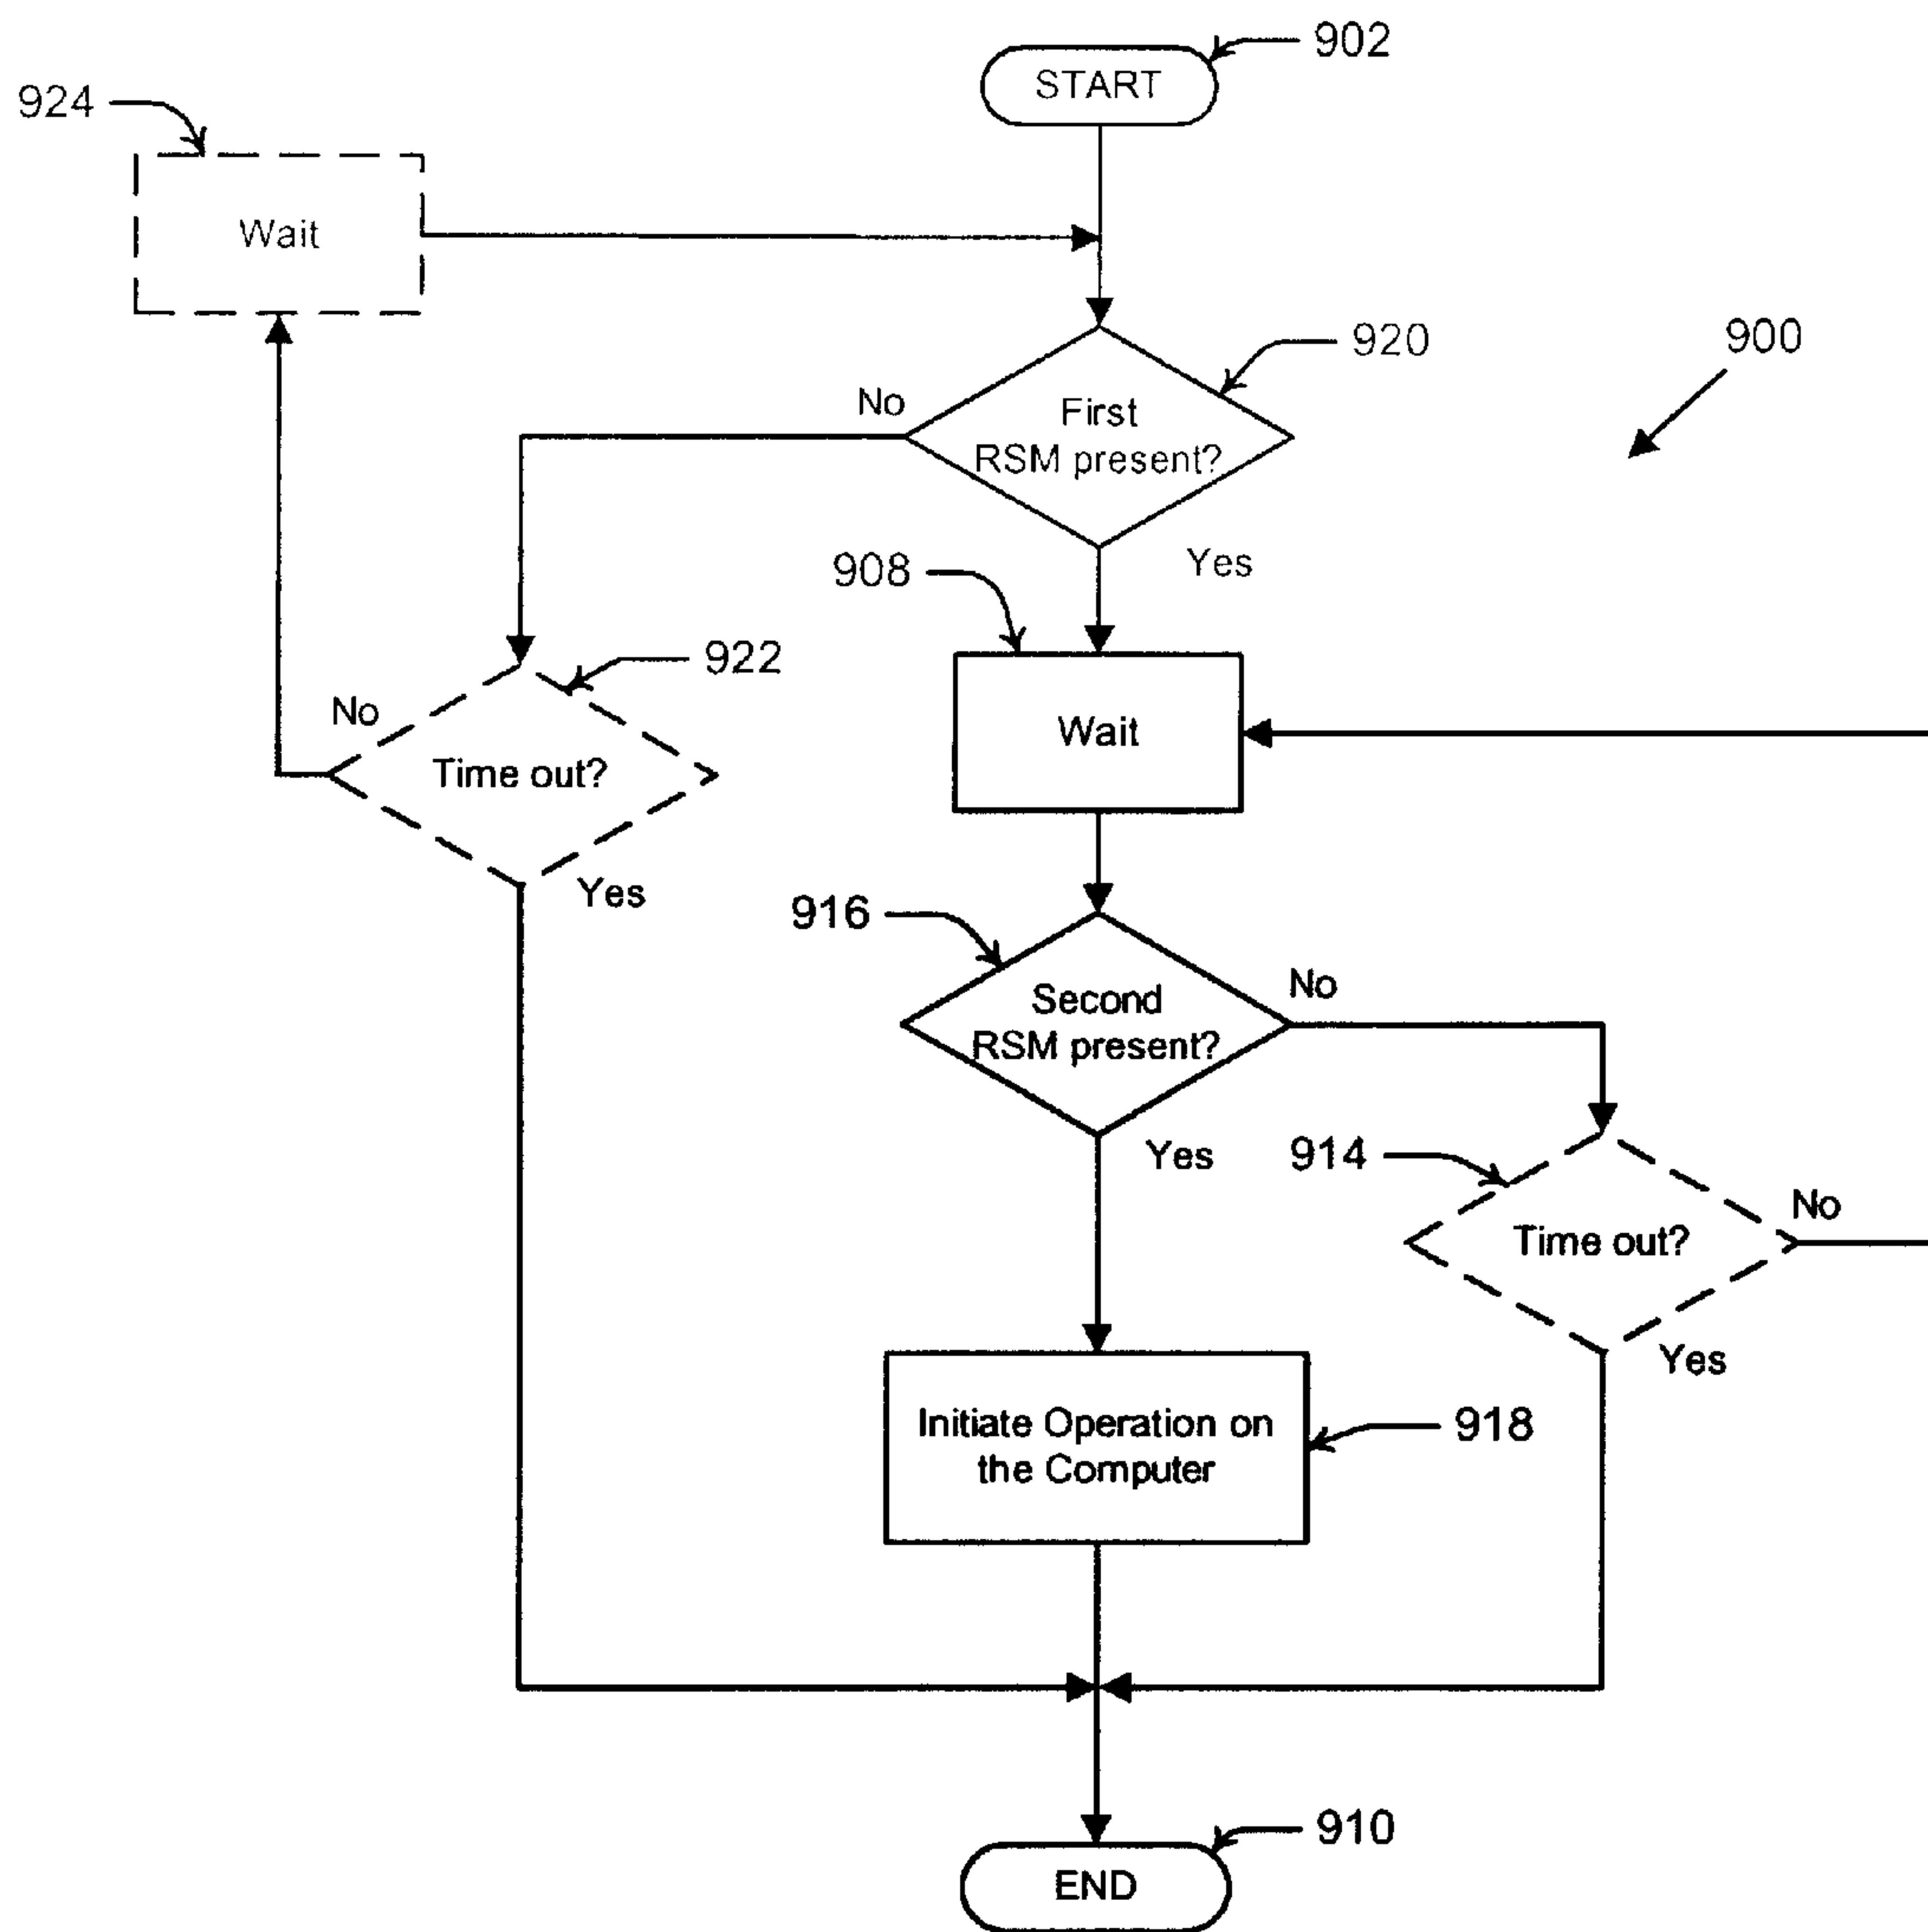 902
START
924
Wait
920
900
No
First
RSM present?
Yes
908
922
No
Time out?
Wait
Yes
916
No
Second
RSM present?
Yes
914
No
Time out?
Yes
Initiate Operation on
the Computer
918
910
END